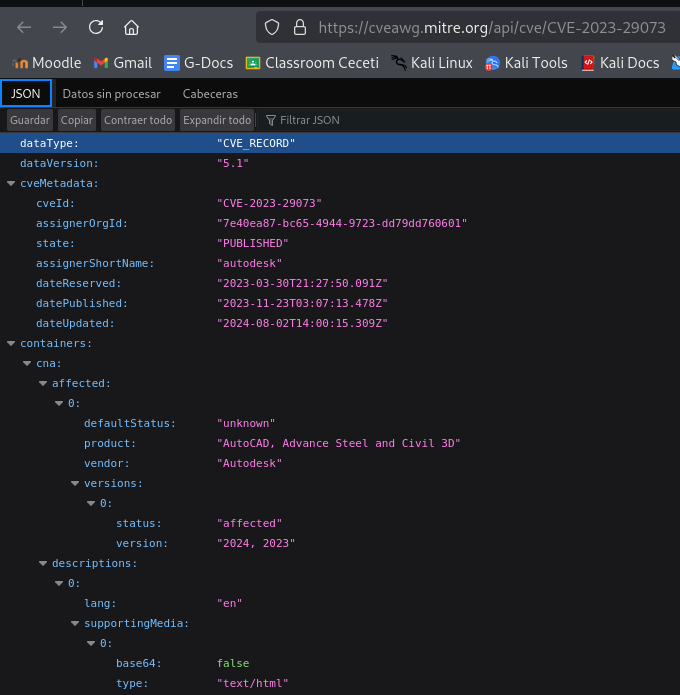 https://cveawg.mitre.org/api/cve/CVE-2023-29073
Moodle Gmail G-Docs Classroom Ceceti Kali Linux Kali Tools Kali Docs
JSON Datos sin procesar Cabeceras
Guardar Copiar Contraer todo Expandir todo Filtrar JSON
dataType: "CVE_RECORD"
dataVersion: "5.1"
cveMetadata:
cveId: "CVE-2023-29073"
assignerOrgId: "7e40ea87-bc65-4944-9723-dd79dd760601"
state: "PUBLISHED"
assignerShortName: "autodesk"
dateReserved: "2023-03-30T21:27:50.091Z"
datePublished: "2023-11-23T03:07:13.478Z"
dateUpdated: "2024-08-02T14:00:15.309Z"
containers:
cna:
affected:
0:
defaultStatus: "unknown"
product: "AutoCAD, Advance Steel and Civil 3D"
vendor: "Autodesk"
versions:
0:
status: "affected"
version: "2024, 2023"
descriptions:
0:
lang: "en"
supportingMedia:
0:
base64: false
type: "text/html"